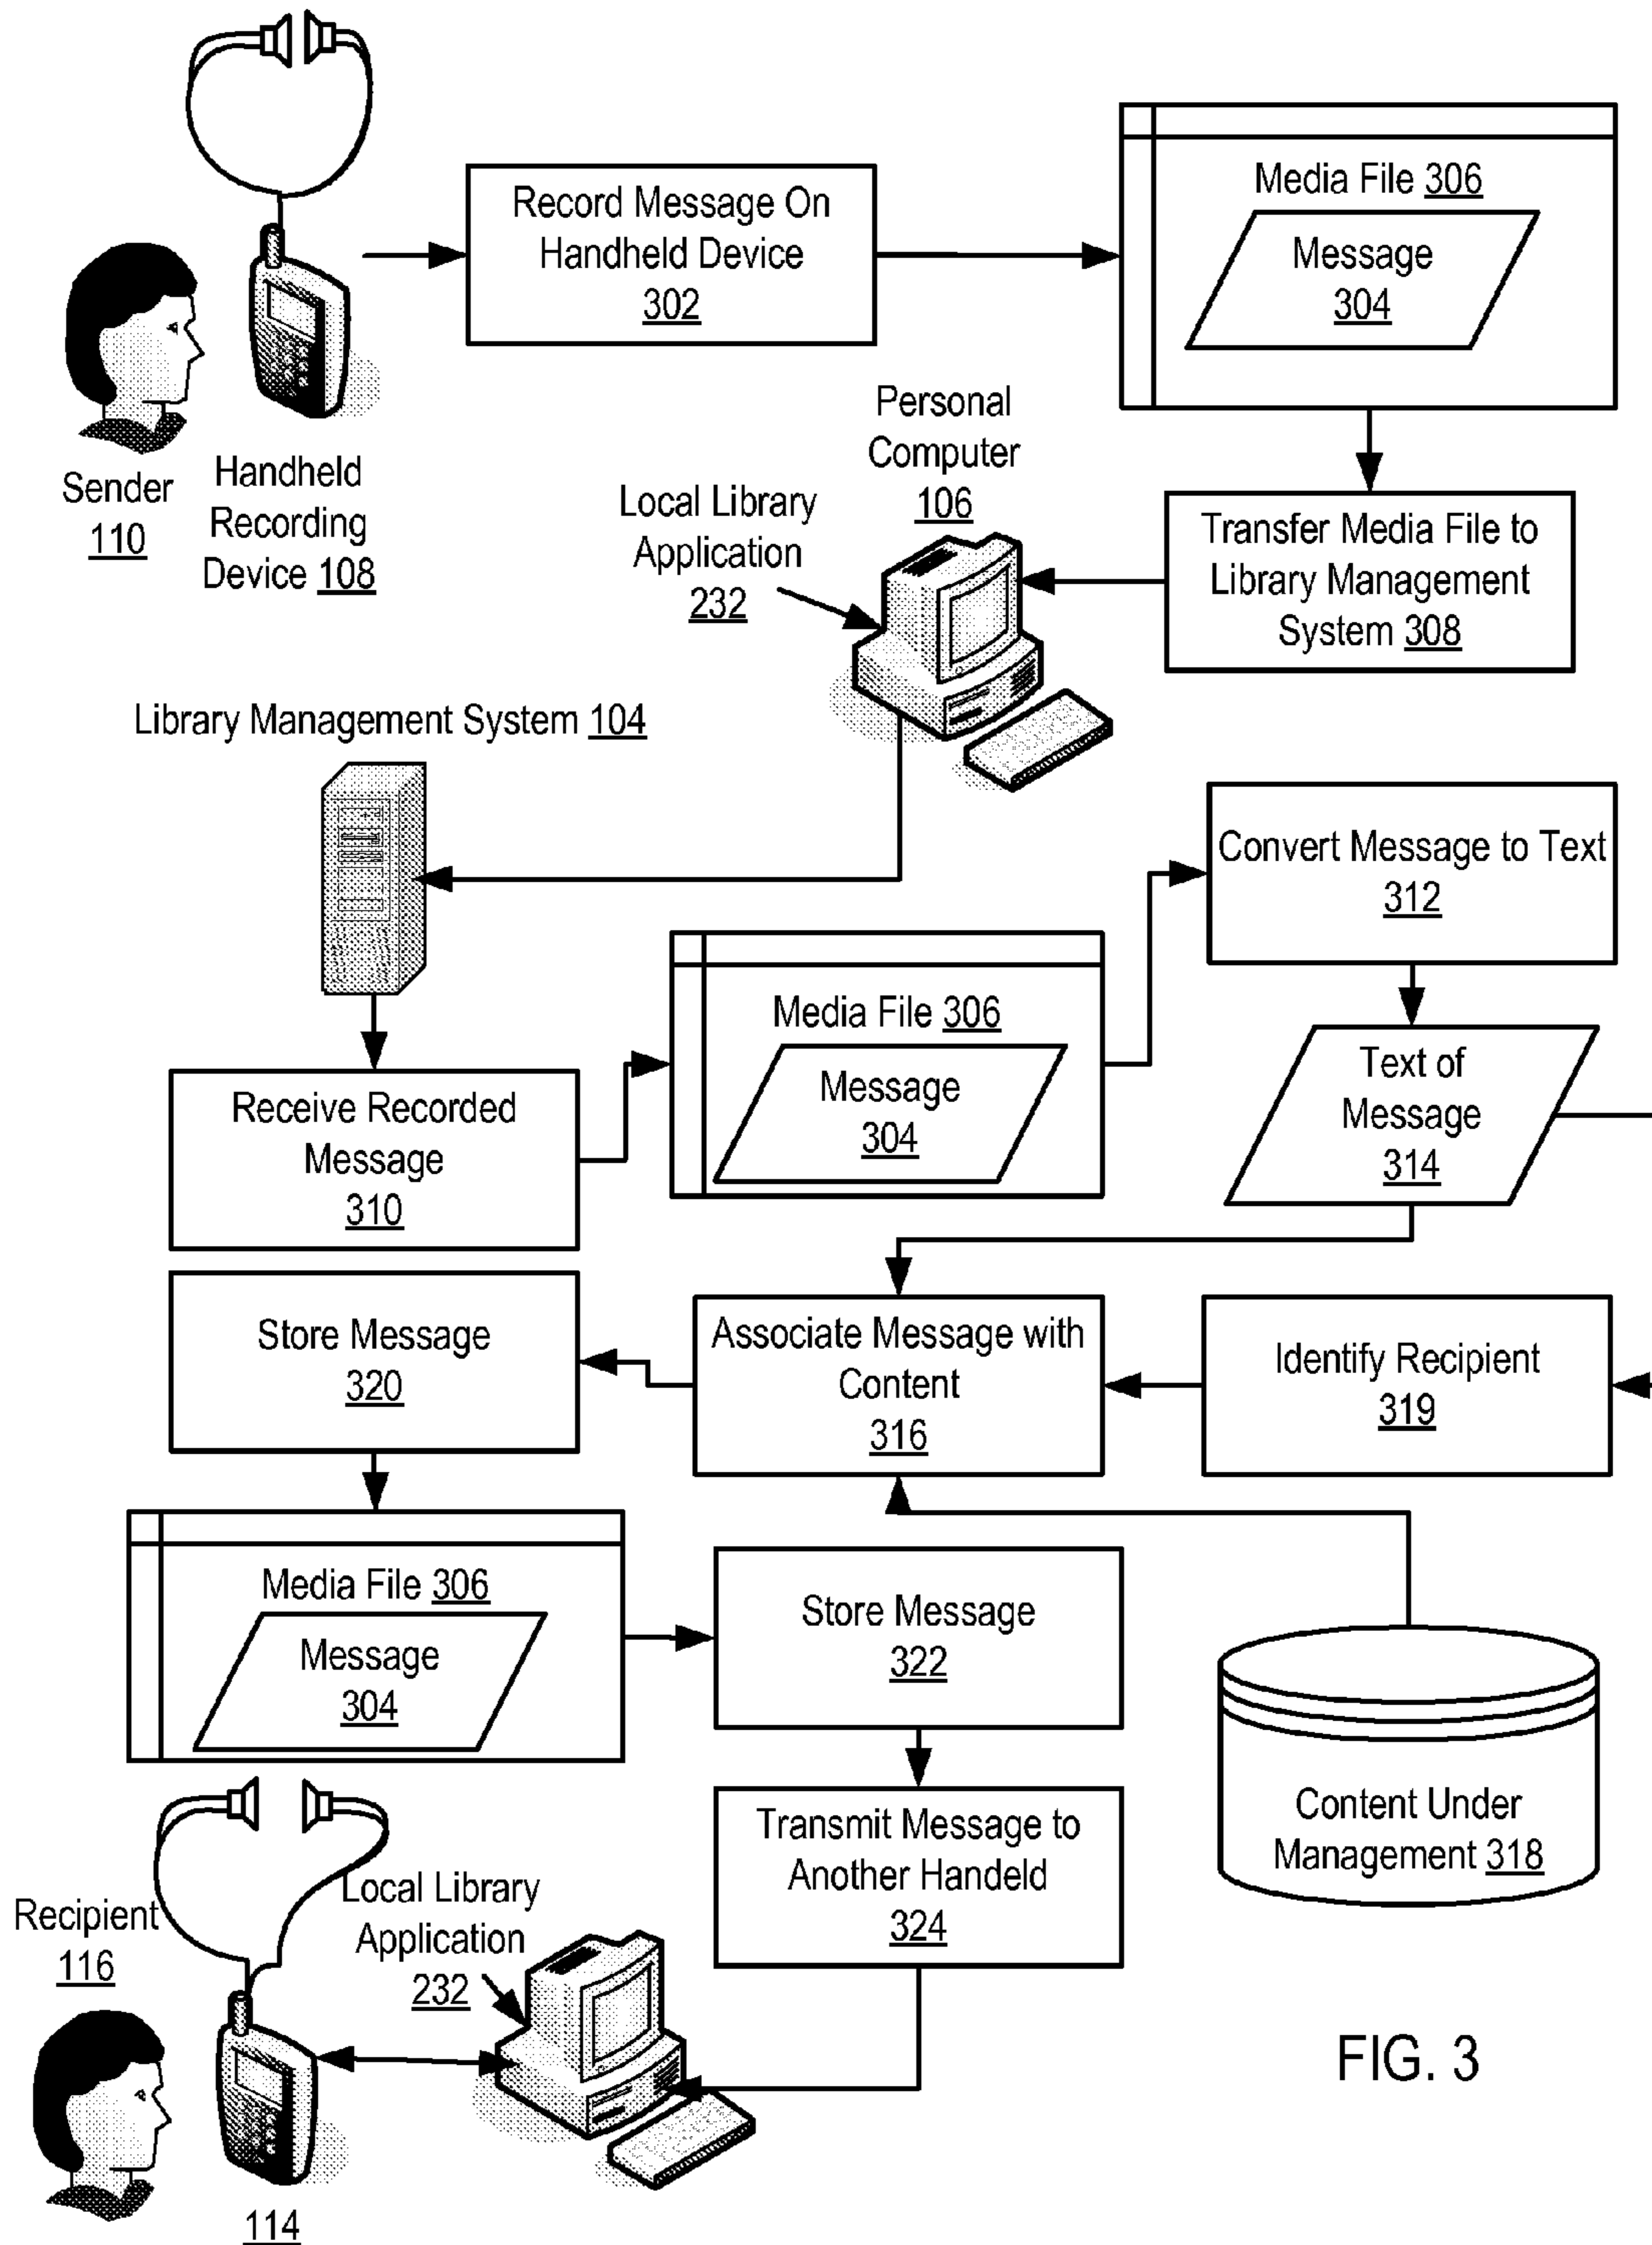 Record Message On
Handheld Device
302
Media File 306
Message
304
Sender
110
Handheld
Recording
Device 108
Personal
Computer
106
Local Library
Application
232
Transfer Media File to
Library Management
System 308
Library Management System 104
Convert Message to Text
312
Media File 306
Message
304
Text of
Message
314
Receive Recorded
Message
310
Store Message
320
Associate Message with
Content
316
Identify Recipient
319
Media File 306
Message
304
Store Message
322
Content Under
Management 318
Transmit Message to
Another Handeld
324
Recipient
116
Local Library
Application
232
114
FIG. 3